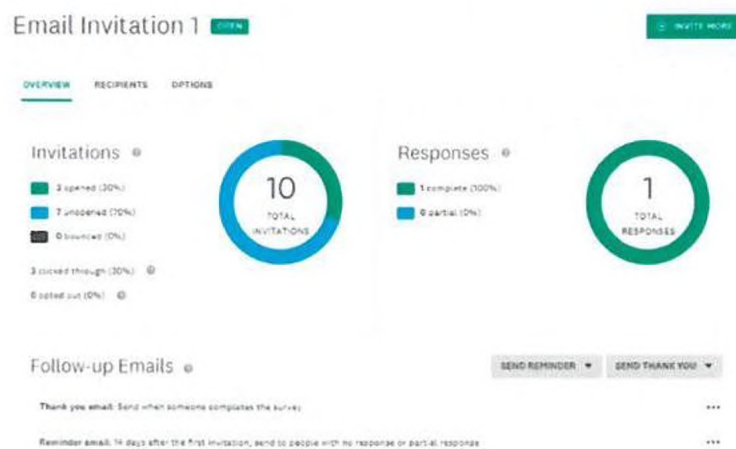 Email Invitation 1 OPEN
INVITE MORE
OVERVIEW RECIPIENTS OPTIONS
Invitations
3 opened (30%)
7 unopened (70%)
0 bounced (0%)
3 clicked through (30%)
0 opted out (0%)
10
TOTAL
INVITATIONS
Responses
1 complete (100%)
0 partial (0%)
1
TOTAL
RESPONSES
Follow-up Emails
SEND REMINDER
SEND THANK YOU
Thank you email: Send when someone completes the survey
Reminder email: 14 days after the first invitation, send to people with no response or partial response